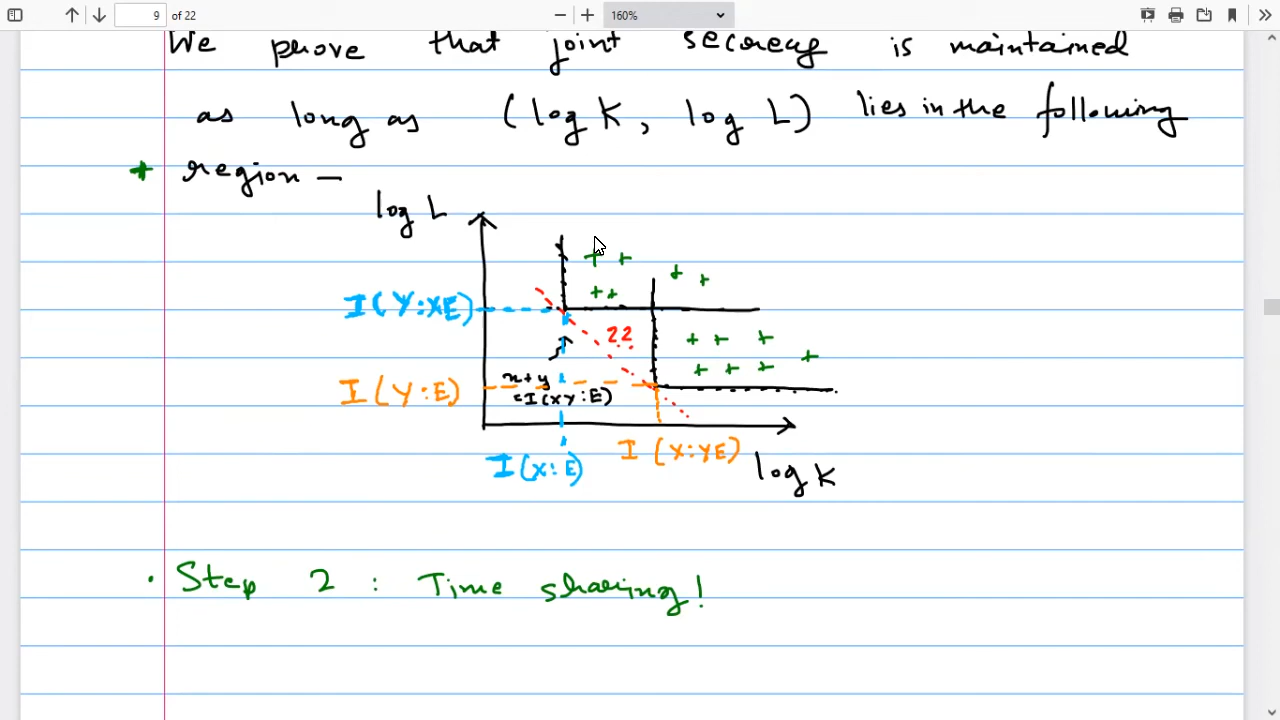 9 of 22
160%
We prove that joint secrecy is maintained
as long as (log K, log L) lies in the following
+ region —
log L
+ + + +
I(Y:XE) ++
?? + + +
x+y +
I(Y:E) =I(XY:E) + + +
I(X:E) I(X:YE) log K
· Step 2 : Time sharing!